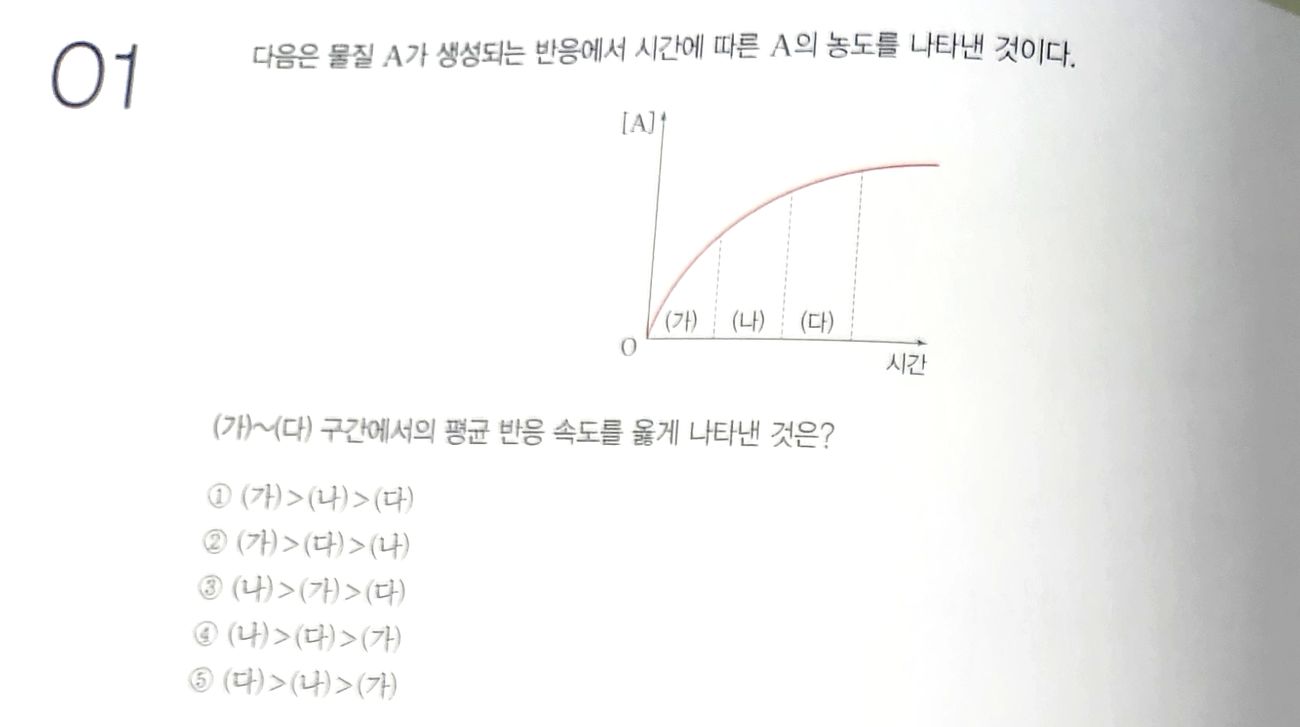 01
다음은 물질 A가 생성되는 반응에서 시간에 따른 A의 농도를 나타낸 것이다.
[A]
(가) (나) (다)
O
시간
(가)~(다) 구간에서의 평균 반응 속도를 옳게 나타낸 것은?
① (가)>(나)>(다)
② (가)>(다)>(나)
③ (나)>(가)>(다)
④ (나)>(다)>(가)
⑤ (다)>(나)>(가)